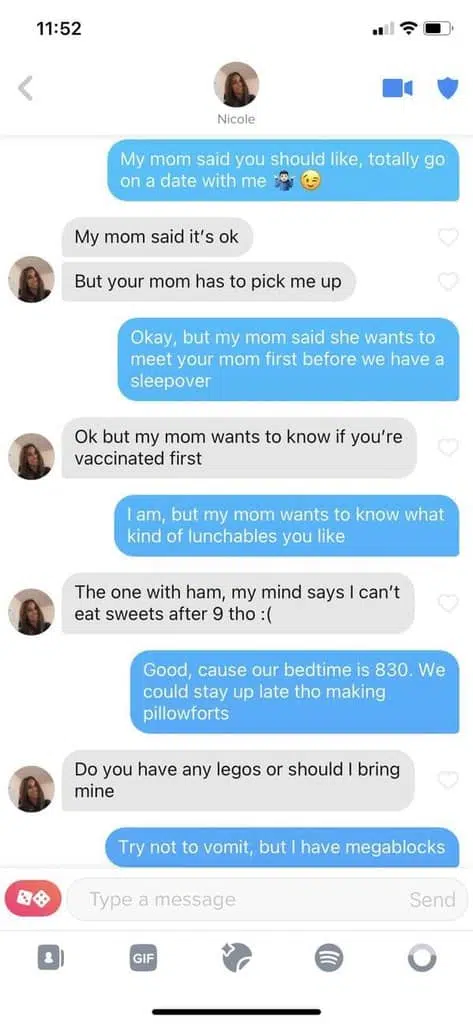 11:52
Nicole
My mom said you should like, totally go
on a date with me 🤷🏻‍♂️ 😉
My mom said it's ok
But your mom has to pick me up
Okay, but my mom said she wants to
meet your mom first before we have a
sleepover
Ok but my mom wants to know if you're
vaccinated first
I am, but my mom wants to know what
kind of lunchables you like
The one with ham, my mind says I can't
eat sweets after 9 tho :(
Good, cause our bedtime is 830. We
could stay up late tho making
pillowforts
Do you have any legos or should I bring
mine
Try not to vomit, but I have megablocks
Type a message
Send
GIF